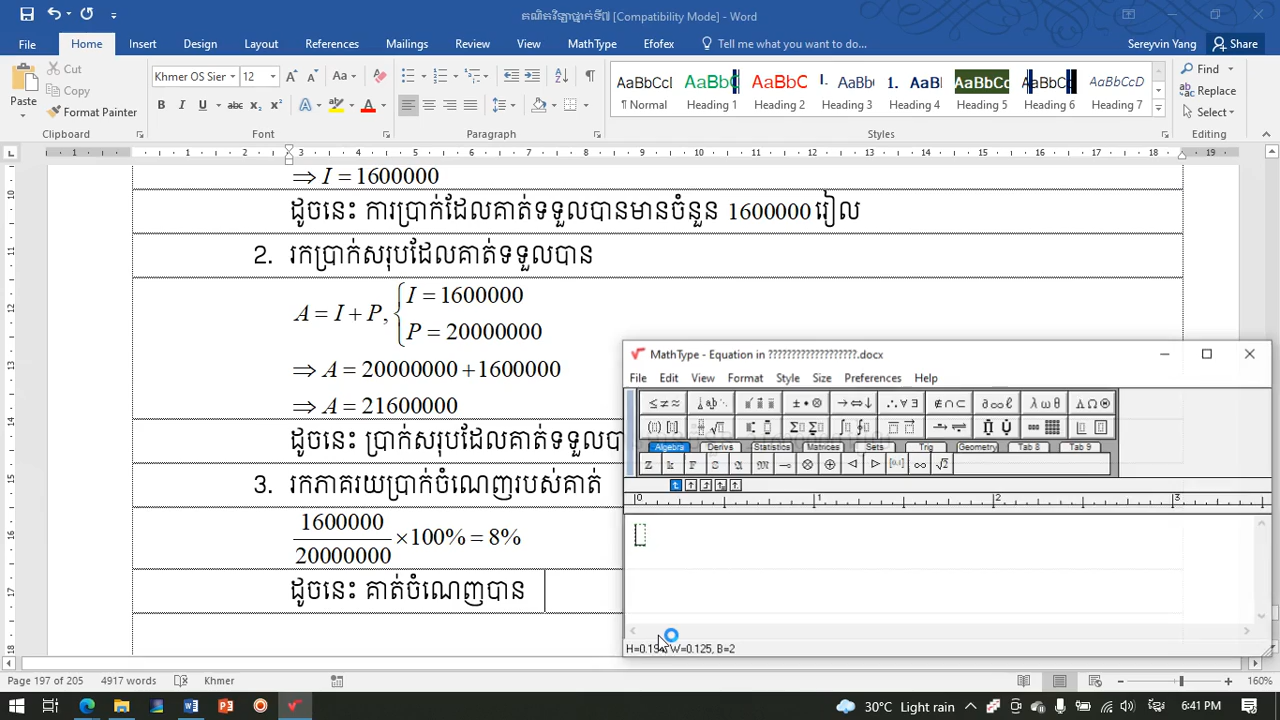 គណិតវិទ្យាថ្នាក់ទី៧ [Compatibility Mode] - Word
File Home Insert Design Layout References Mailings Review View MathType Efofex Tell me what you want to do... Sereyvin Yang Share
Paste Cut Copy Format Painter
Khmer OS Sier 12
AaBbCcI AaBbC AaBbC AaBbC 1. AaB AaBbC AaBbC AaBbCcD
¶ Normal Heading 1 Heading 2 Heading 3 Heading 4 Heading 5 Heading 6 Heading 7
Find Replace Select
Clipboard Font Paragraph Styles Editing
⇒ I = 1600000
ដូចនេះ ការប្រាក់ដែលគាត់ទទួលបានមានចំនួន 1600000 រៀល
2. រកប្រាក់សរុបដែលគាត់ទទួលបាន
A = I + P, { I = 1600000
P = 20000000
⇒ A = 20000000 + 1600000
⇒ A = 21600000
ដូចនេះ ប្រាក់សរុបដែលគាត់ទទួលបា
3. រកភាគរយប្រាក់ចំណេញរបស់គាត់
1600000
20000000 ×100% = 8%
ដូចនេះ គាត់ចំណេញបាន
MathType - Equation in ???????????????????.docx
File Edit View Format Style Size Preferences Help
Algebra Derivs Statistics Matrices Sets Trig Geometry Tab 8 Tab 9
0 1 2 3
W=0.125, B=2
Page 197 of 205 4917 words Khmer 160%
30°C Light rain 6:41 PM